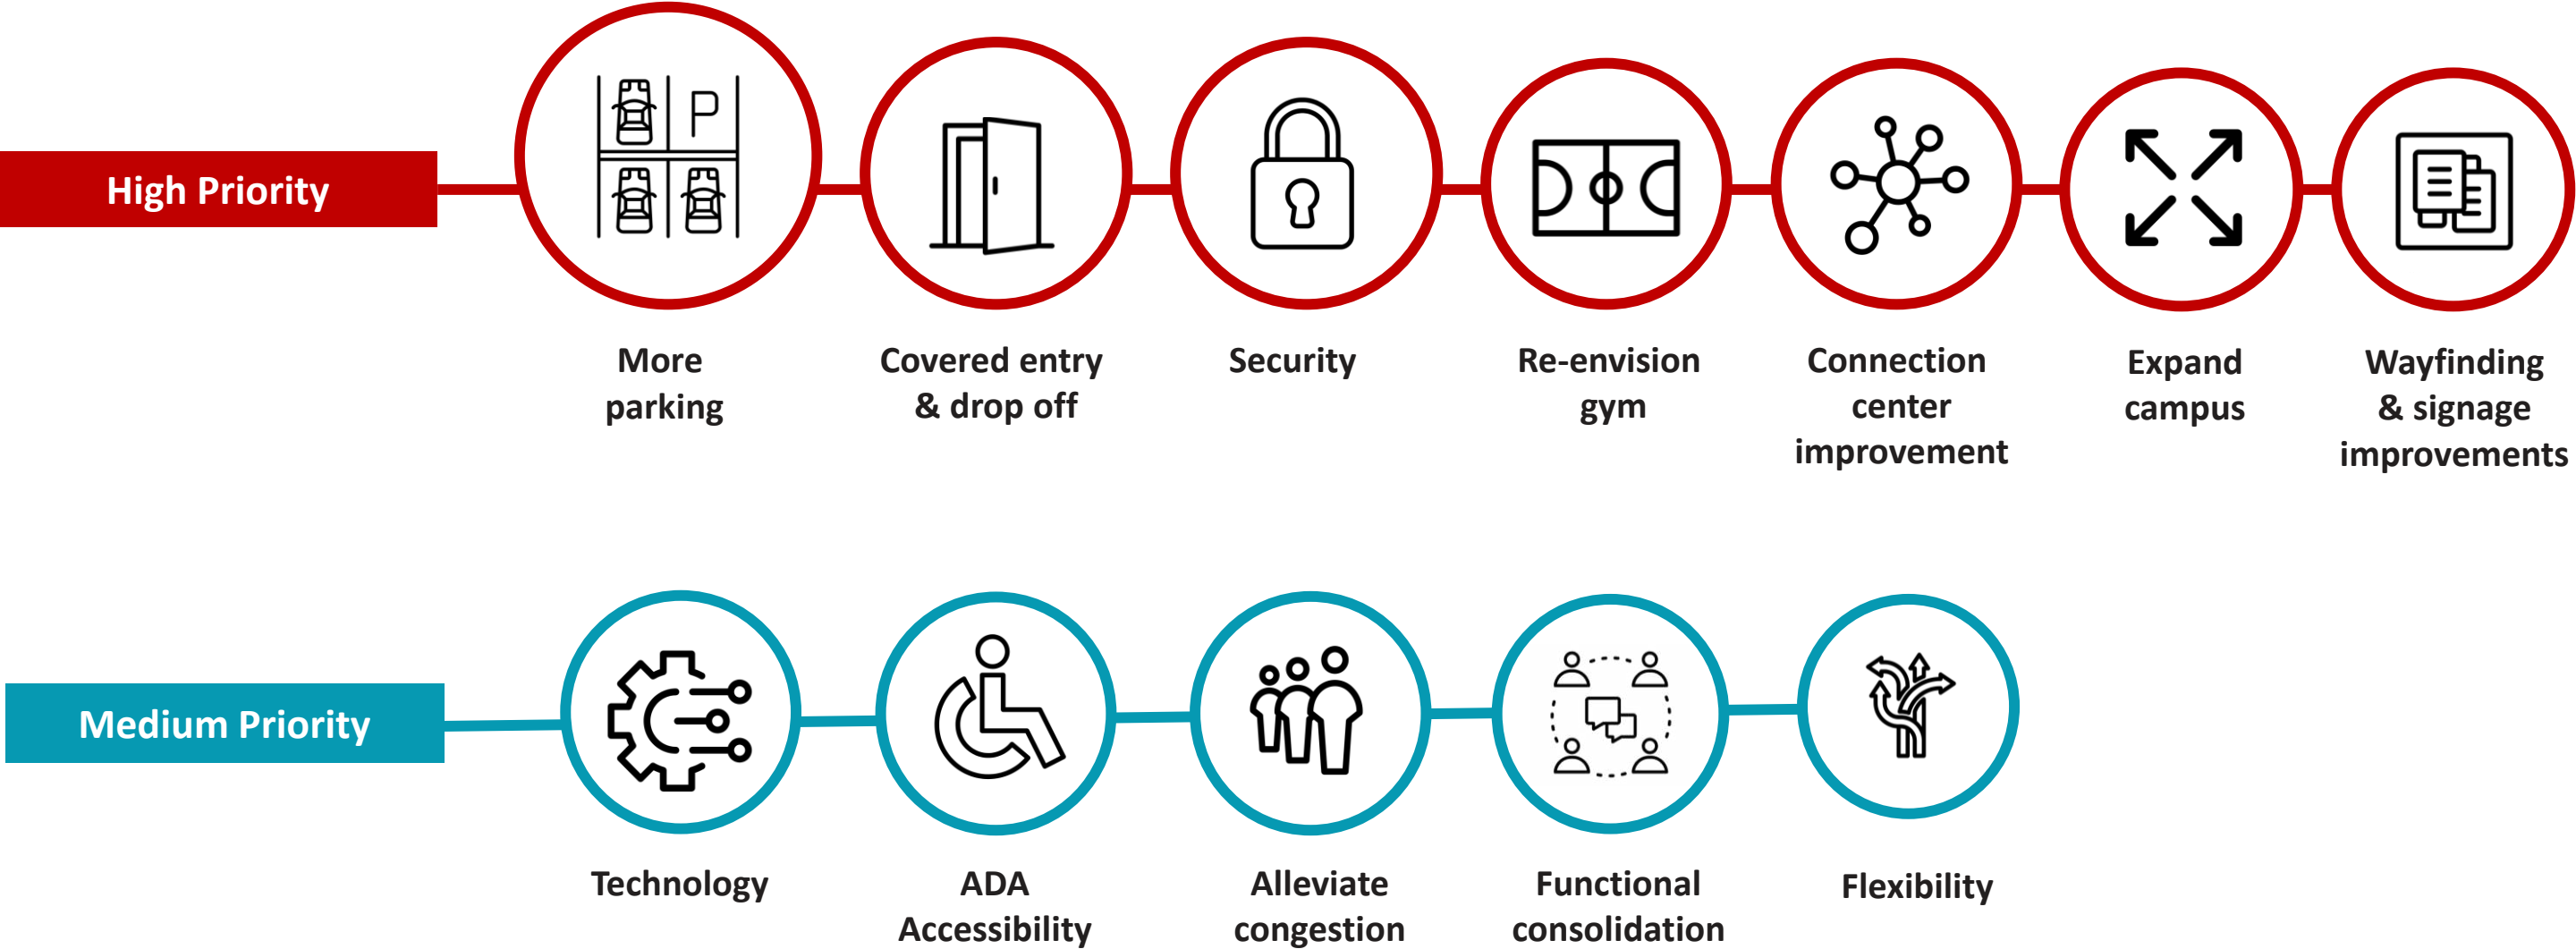 High Priority
P
More
parking
Covered entry
& drop off
Security
Re-envision
gym
Connection
center
improvement
Expand
campus
Wayfinding
& signage
improvements
Medium Priority
Technology
ADA
Accessibility
Alleviate
congestion
Functional
consolidation
Flexibility